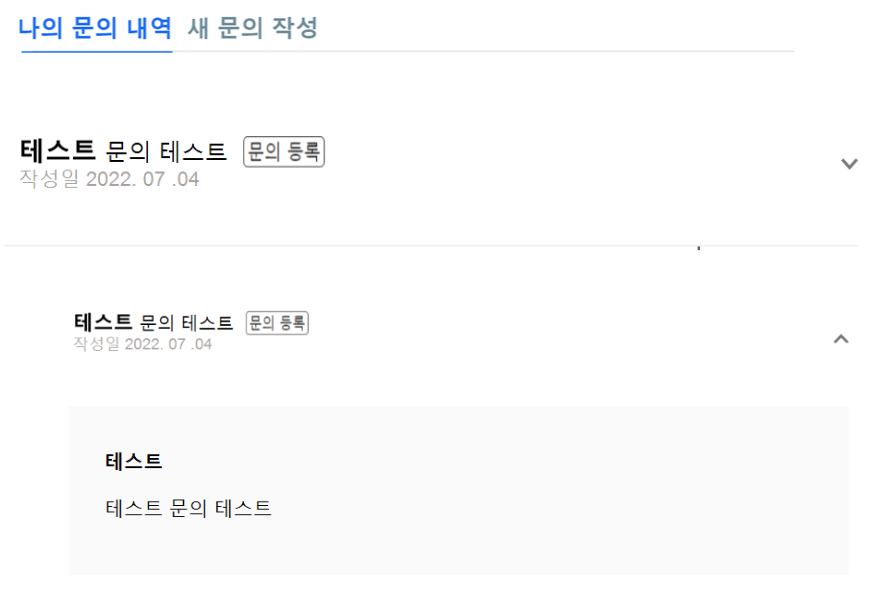 나의 문의 내역 새 문의 작성
테스트 문의 테스트 문의 등록
작성일 2022. 07 .04
테스트 문의 테스트 문의 등록
작성일 2022. 07 .04
테스트
테스트 문의 테스트